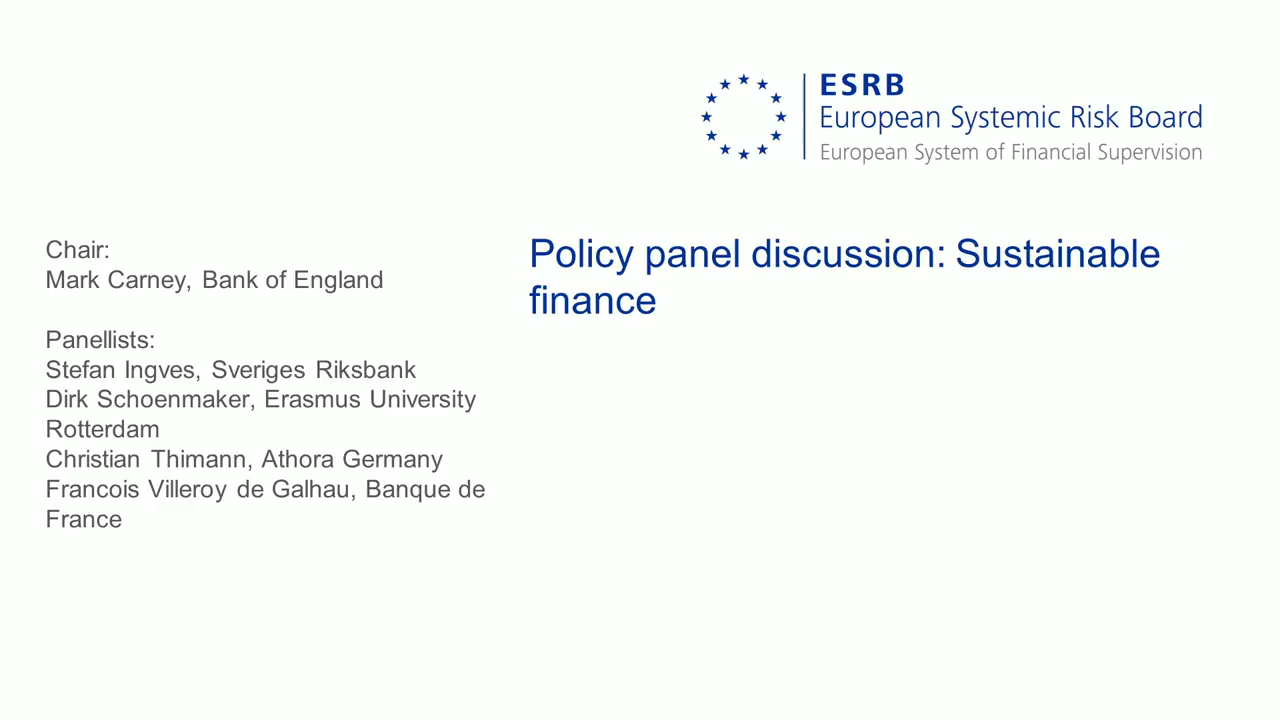 ESRB
European Systemic Risk Board
European System of Financial Supervision
Chair:
Mark Carney, Bank of England
Panellists:
Stefan Ingves, Sveriges Riksbank
Dirk Schoenmaker, Erasmus University
Rotterdam
Christian Thimann, Athora Germany
Francois Villeroy de Galhau, Banque de
France
Policy panel discussion: Sustainable
finance